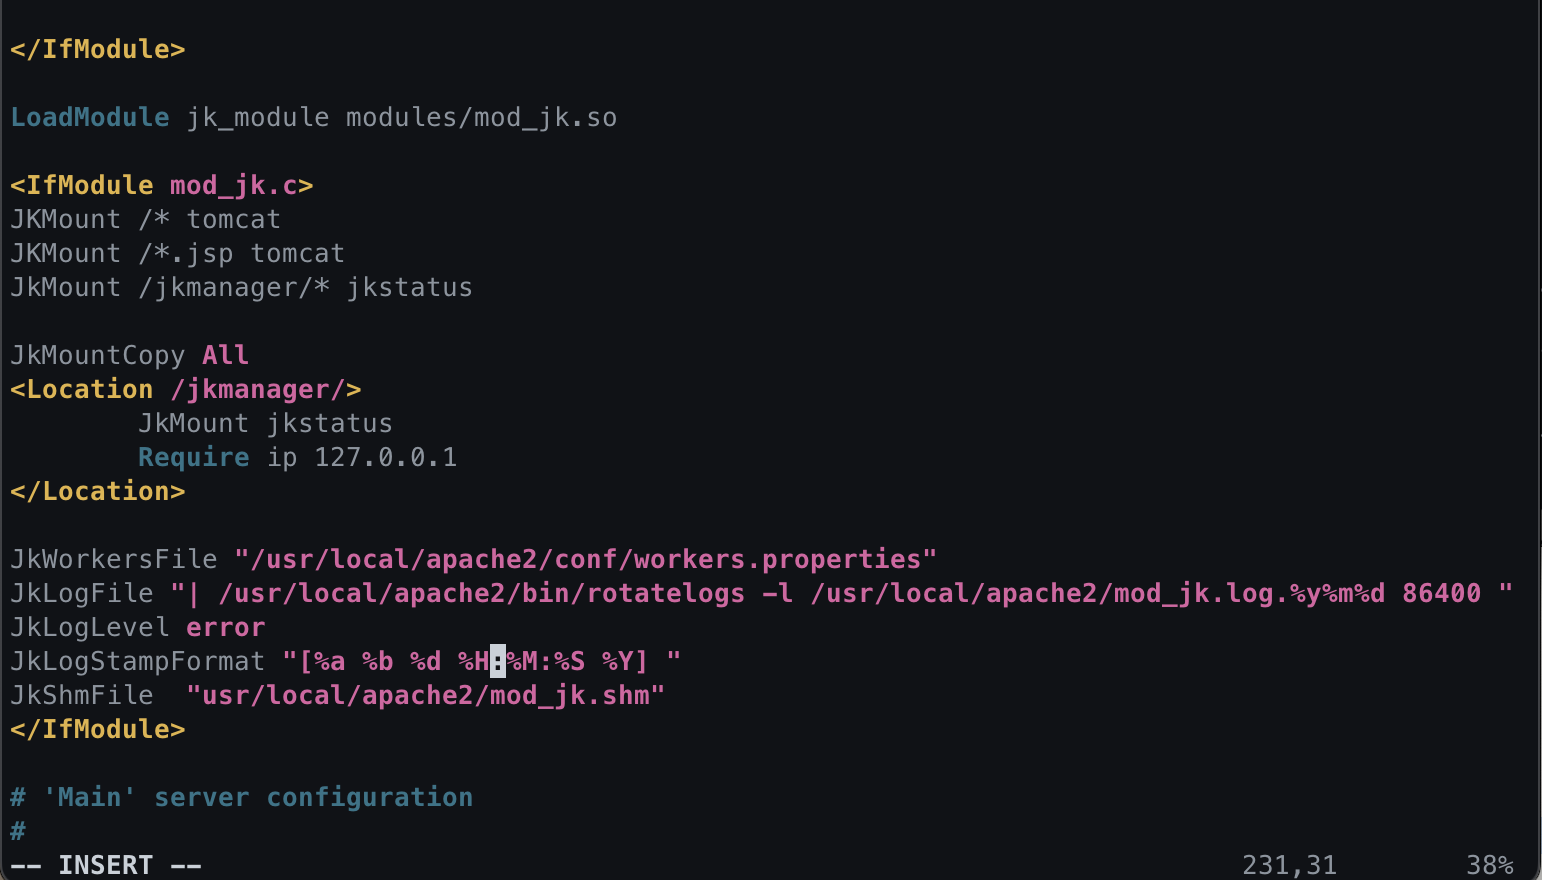 </IfModule>
LoadModule jk_module modules/mod_jk.so
<IfModule mod_jk.c>
JKMount /* tomcat
JKMount /*.jsp tomcat
JkMount /jkmanager/* jkstatus
JkMountCopy All
<Location /jkmanager/>
        JkMount jkstatus
        Require ip 127.0.0.1
</Location>
JkWorkersFile "/usr/local/apache2/conf/workers.properties"
JkLogFile "| /usr/local/apache2/bin/rotatelogs -l /usr/local/apache2/mod_jk.log.%y%m%d 86400 "
JkLogLevel error
JkLogStampFormat "[%a %b %d %H:%M:%S %Y] "
JkShmFile  "usr/local/apache2/mod_jk.shm"
</IfModule>
# 'Main' server configuration
#
-- INSERT -- 231,31 38%